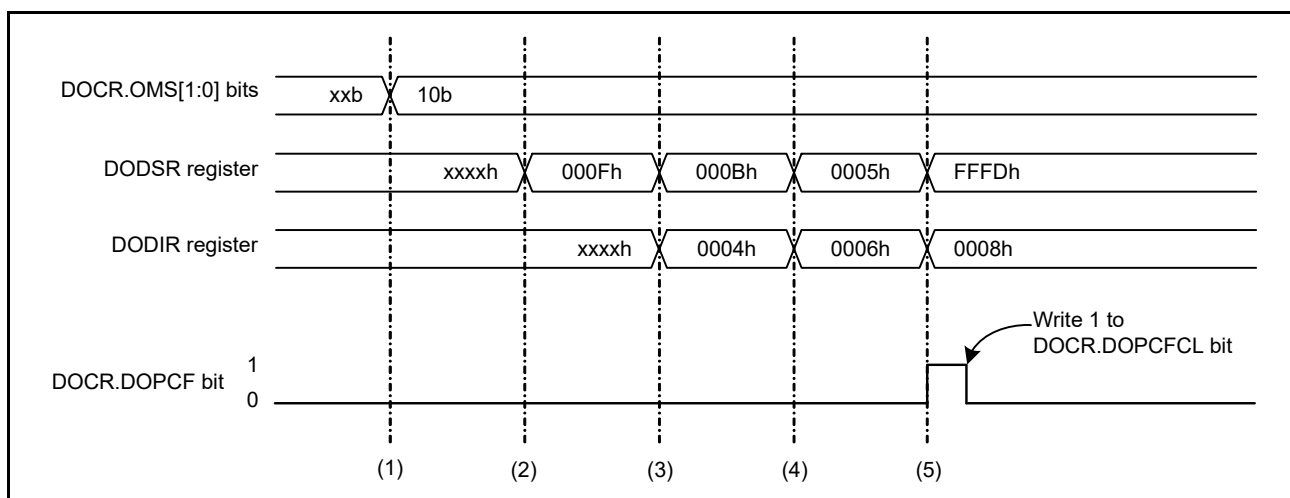 DOCR.OMS[1:0] bits
xxb
10b
DODSR register
xxxxh
000Fh
000Bh
0005h
FFFDh
DODIR register
xxxxh
0004h
0006h
0008h
Write 1 to
DOCR.DOPCFCL bit
DOCR.DOPCF bit
1
0
(1)
(2)
(3)
(4)
(5)